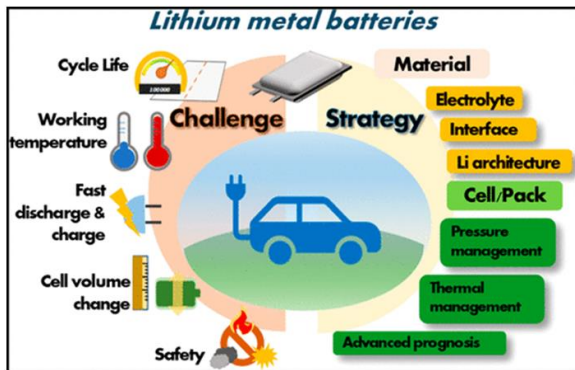 Lithium metal batteries
Cycle Life
100000
Working
temperature
Fast
discharge &
charge
Cell volume
change
Safety
Challenge
Strategy
Material
Electrolyte
Interface
Li architecture
Cell/Pack
Pressure
management
Thermal
management
Advanced prognosis